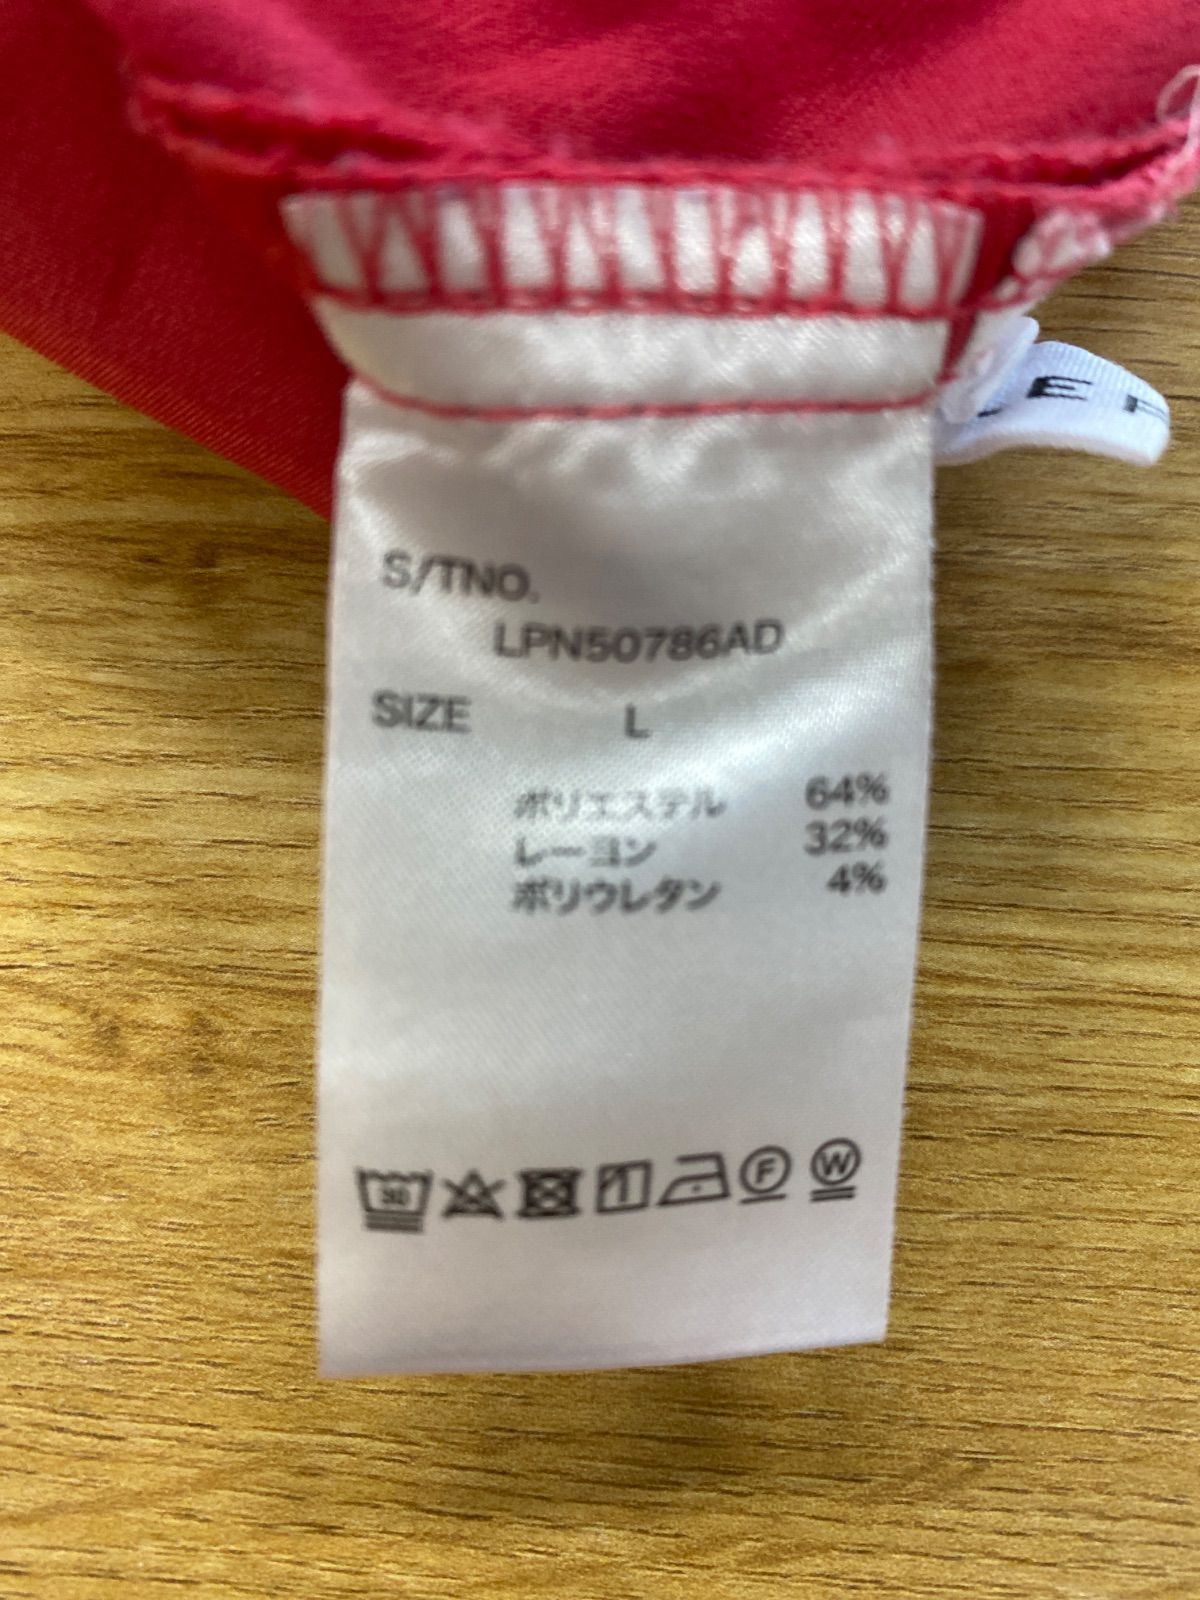 S/TNO.
LPN50786AD
SIZE L
ポリエステル 64%
レーヨン 32%
ポリウレタン 4%
30
F
W